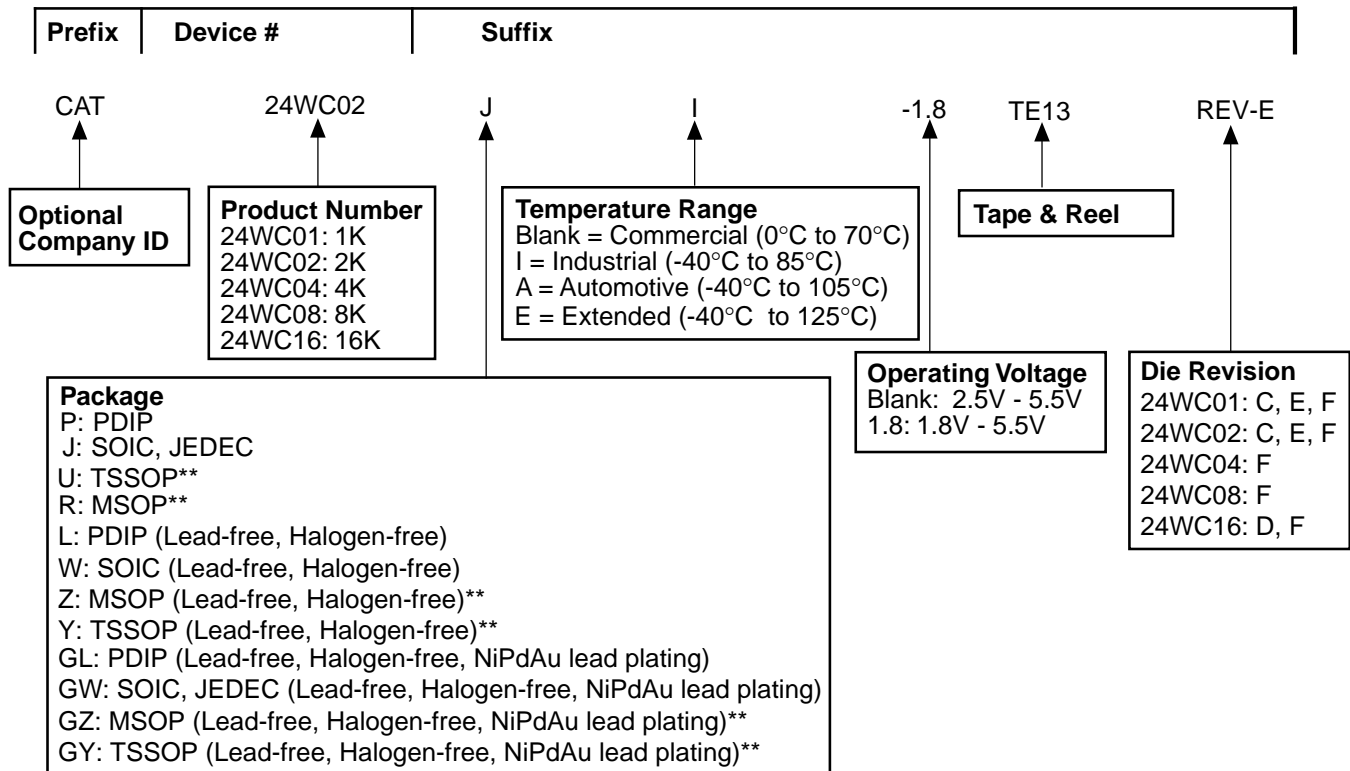 Prefix Device # Suffix
CAT 24WC02 J I -1.8 TE13 REV-E
Optional
Company ID
Product Number
24WC01: 1K
24WC02: 2K
24WC04: 4K
24WC08: 8K
24WC16: 16K
Temperature Range
Blank = Commercial (0°C to 70°C)
I = Industrial (-40°C to 85°C)
A = Automotive (-40°C to 105°C)
E = Extended (-40°C to 125°C)
Tape & Reel
Package
P: PDIP
J: SOIC, JEDEC
U: TSSOP**
R: MSOP**
L: PDIP (Lead-free, Halogen-free)
W: SOIC (Lead-free, Halogen-free)
Z: MSOP (Lead-free, Halogen-free)**
Y: TSSOP (Lead-free, Halogen-free)**
GL: PDIP (Lead-free, Halogen-free, NiPdAu lead plating)
GW: SOIC, JEDEC (Lead-free, Halogen-free, NiPdAu lead plating)
GZ: MSOP (Lead-free, Halogen-free, NiPdAu lead plating)**
GY: TSSOP (Lead-free, Halogen-free, NiPdAu lead plating)**
Operating Voltage
Blank: 2.5V - 5.5V
1.8: 1.8V - 5.5V
Die Revision
24WC01: C, E, F
24WC02: C, E, F
24WC04: F
24WC08: F
24WC16: D, F